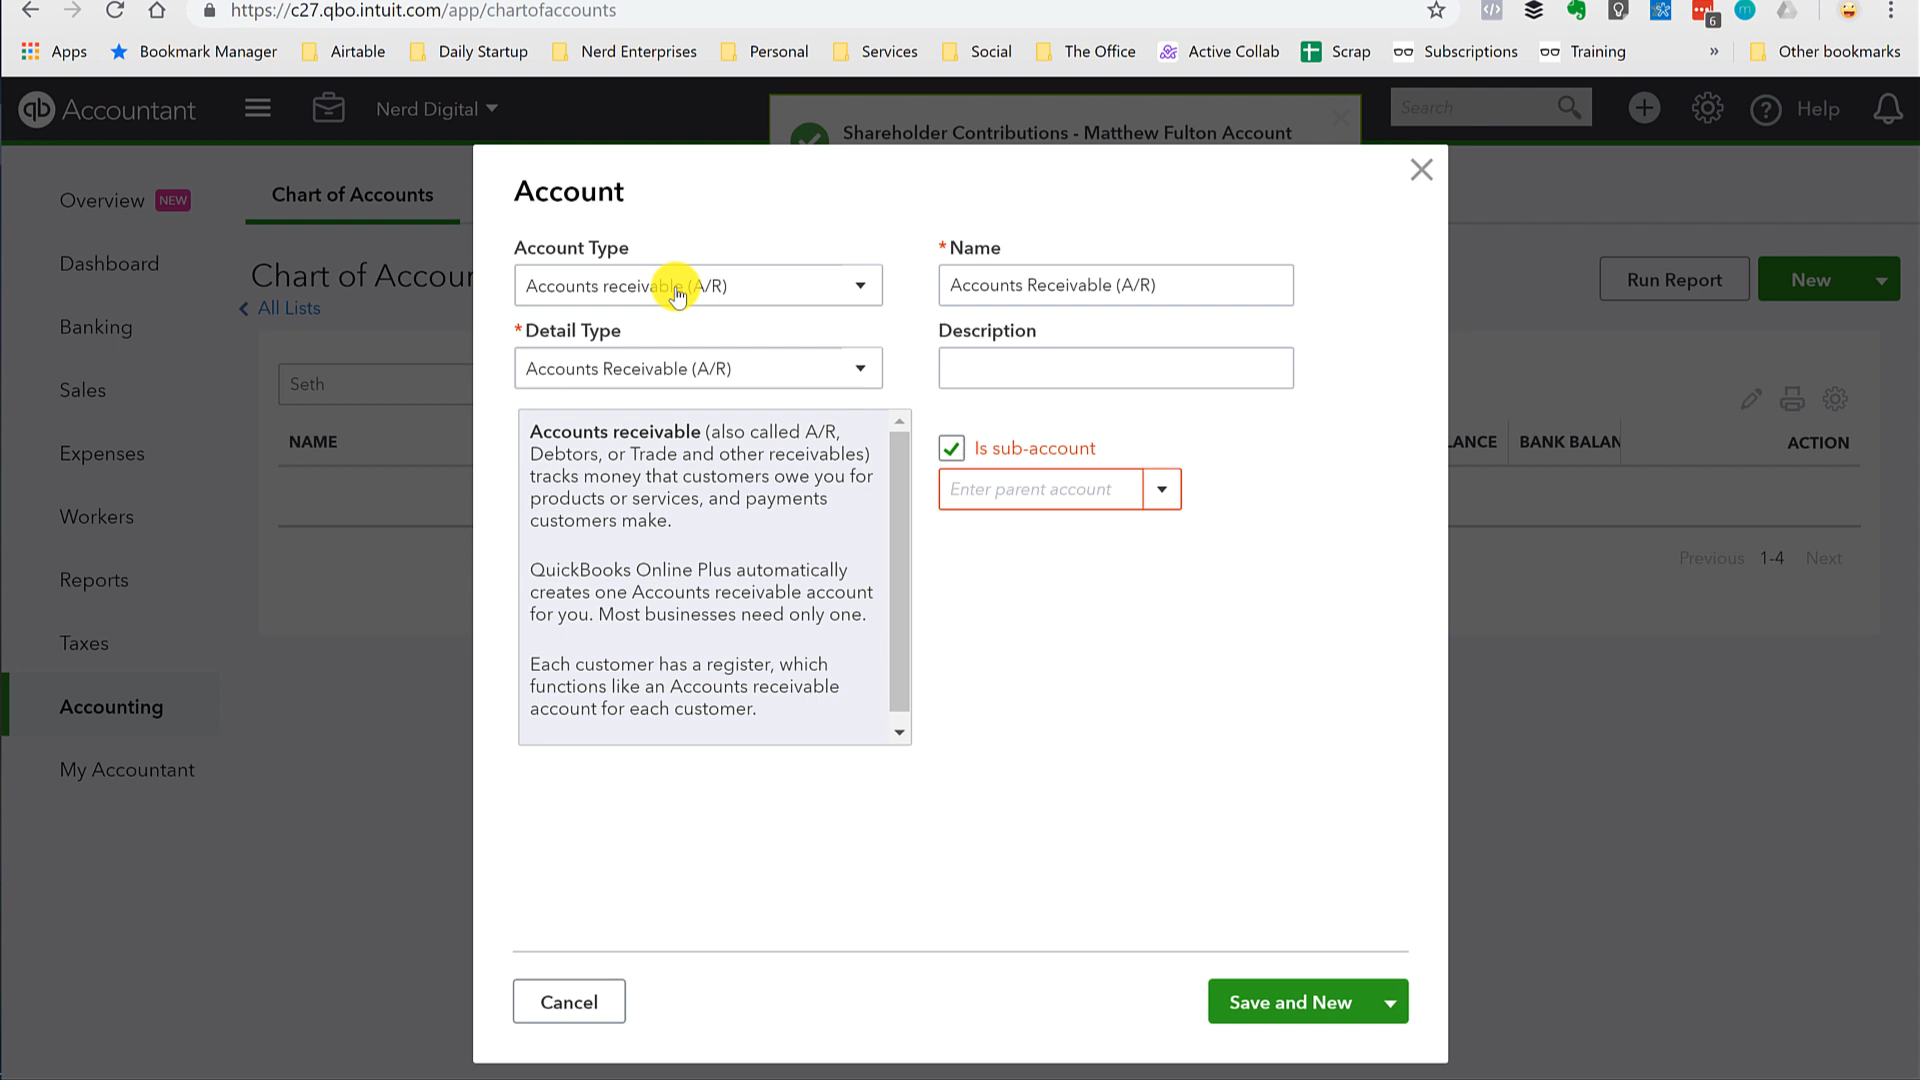 https://c27.qbo.intuit.com/app/chartofaccounts
6
Apps Bookmark Manager Airtable Daily Startup Nerd Enterprises Personal Services Social The Office Active Collab Scrap Subscriptions Training » Other bookmarks
qb Accountant Nerd Digital Search Help
Shareholder Contributions - Matthew Fulton Account
Overview NEW
Dashboard
Banking
Sales
Expenses
Workers
Reports
Taxes
Accounting
My Accountant
Chart of Accounts
Chart of Accoun
All Lists
Run Report New
Seth
NAME
LANCE BANK BALAN ACTION
Previous 1-4 Next
Account
Account Type
Accounts receivable (A/R)
* Name
Accounts Receivable (A/R)
* Detail Type
Accounts Receivable (A/R)
Description
Accounts receivable (also called A/R,
Debtors, or Trade and other receivables)
tracks money that customers owe you for
products or services, and payments
customers make.
QuickBooks Online Plus automatically
creates one Accounts receivable account
for you. Most businesses need only one.
Each customer has a register, which
functions like an Accounts receivable
account for each customer.
Is sub-account
Enter parent account
Cancel
Save and New